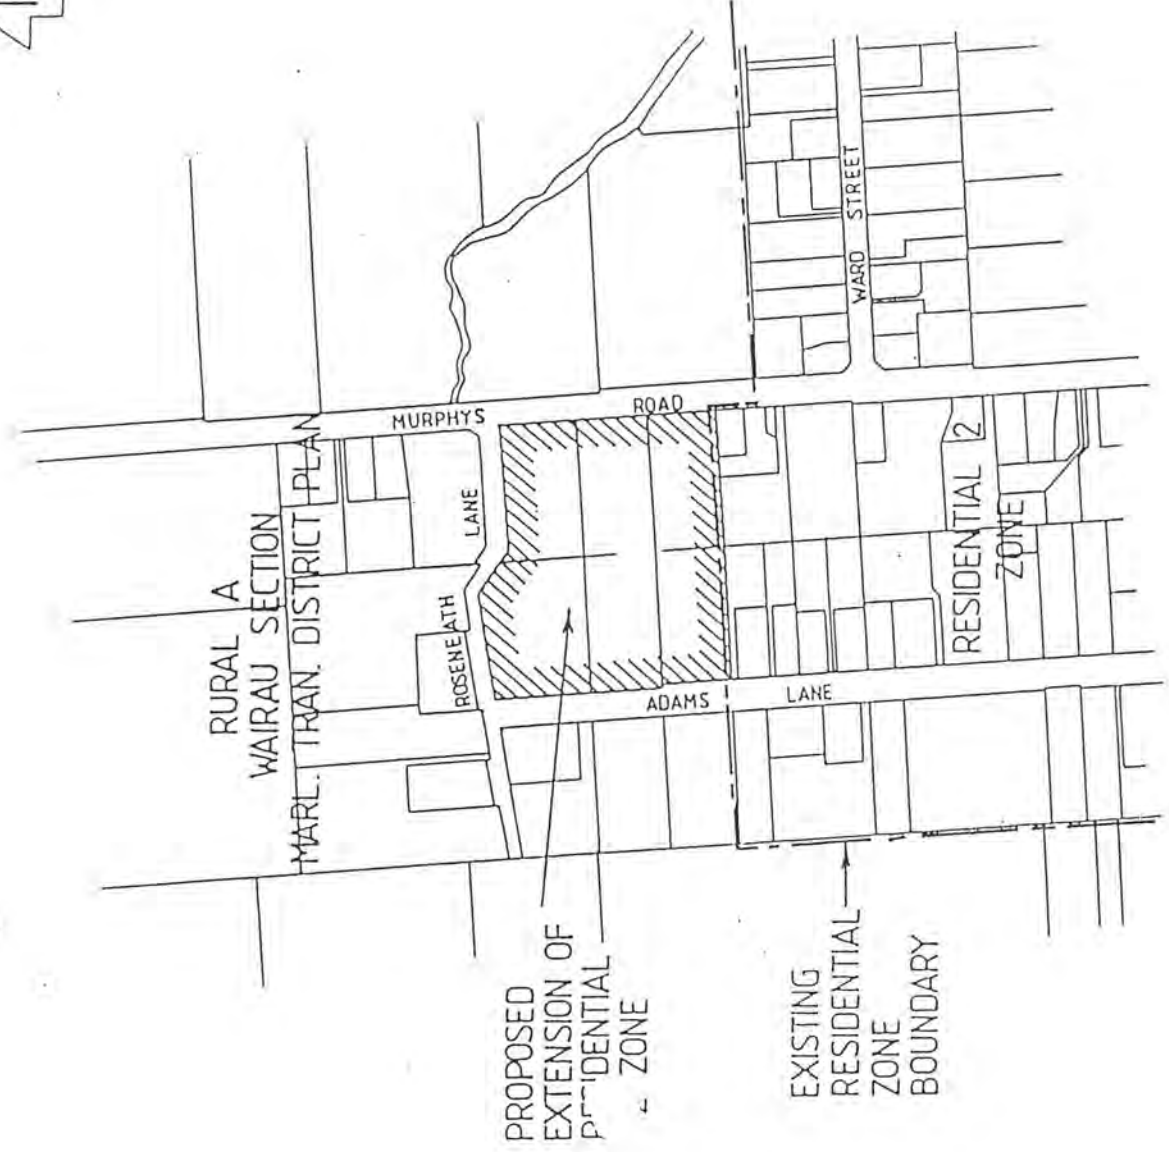 RURAL A
WAIRAU SECTION
MARL. TRAN. DISTRICT PLAN
MURPHYS ROAD
ROSENEATH LANE
ADAMS LANE
WARD STREET
RESIDENTIAL 2
ZONE
PROPOSED
EXTENSION OF
ZONE
EXISTING
RESIDENTIAL
ZONE
BOUNDARY